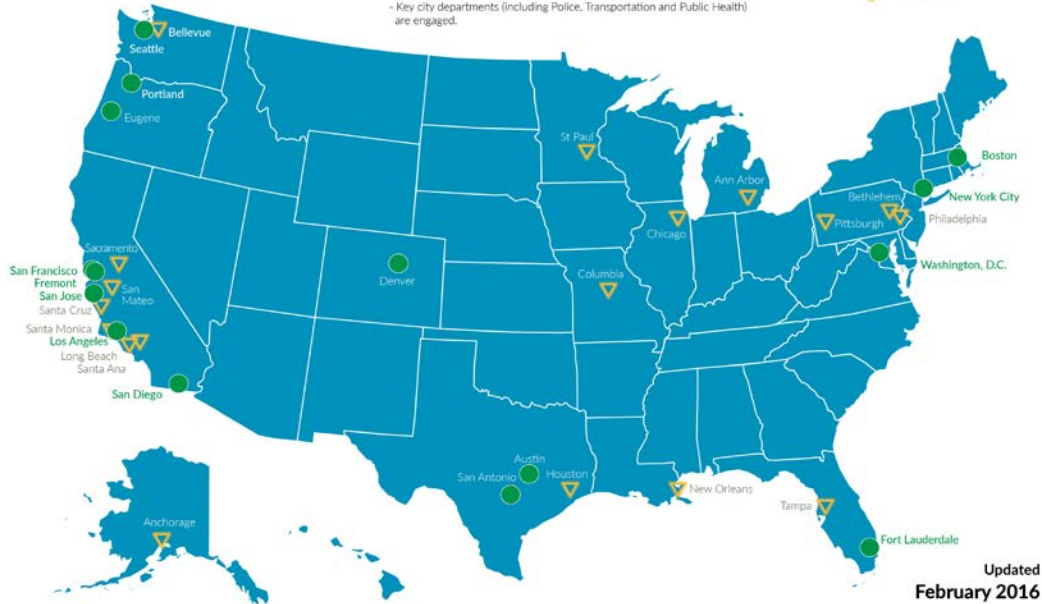 - Key city departments (including Police, Transportation and Public Health)
are engaged.
Bellevue
Seattle
Portland
Eugene
St Paul
Ann Arbor
Boston
Bethlehem
New York City
Chicago
Pittsburgh
Philadelphia
Sacramento
San Francisco
Fremont
San Jose
San
Mateo
Santa Cruz
Denver
Columbia
Washington, D.C.
Santa Monica
Los Angeles
Long Beach
Santa Ana
San Diego
Austin
San Antonio
Houston
New Orleans
Tampa
Anchorage
Fort Lauderdale
Updated
February 2016